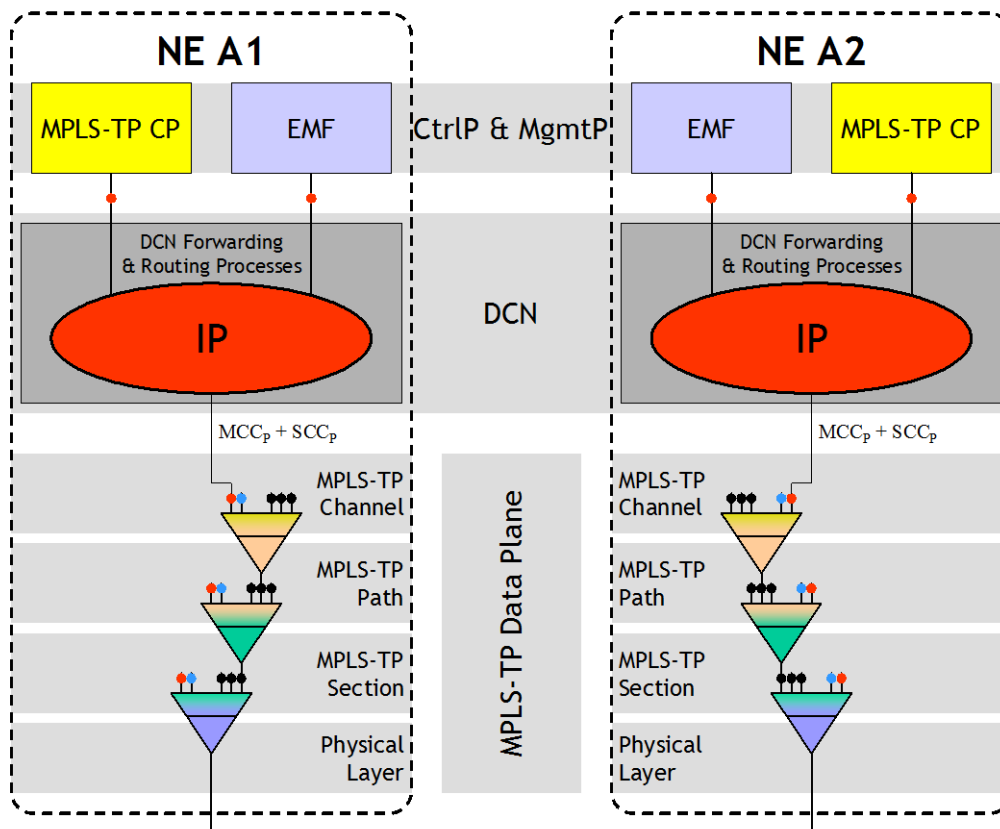 NE A1
NE A2
MPLS-TP CP
EMF
CtrlP & MgmtP
EMF
MPLS-TP CP
DCN Forwarding
& Routing Processes
IP
DCN
DCN Forwarding
& Routing Processes
IP
MCCP + SCCP
MCCP + SCCP
MPLS-TP
Channel
MPLS-TP
Path
MPLS-TP
Section
Physical
Layer
MPLS-TP Data Plane
MPLS-TP
Channel
MPLS-TP
Path
MPLS-TP
Section
Physical
Layer